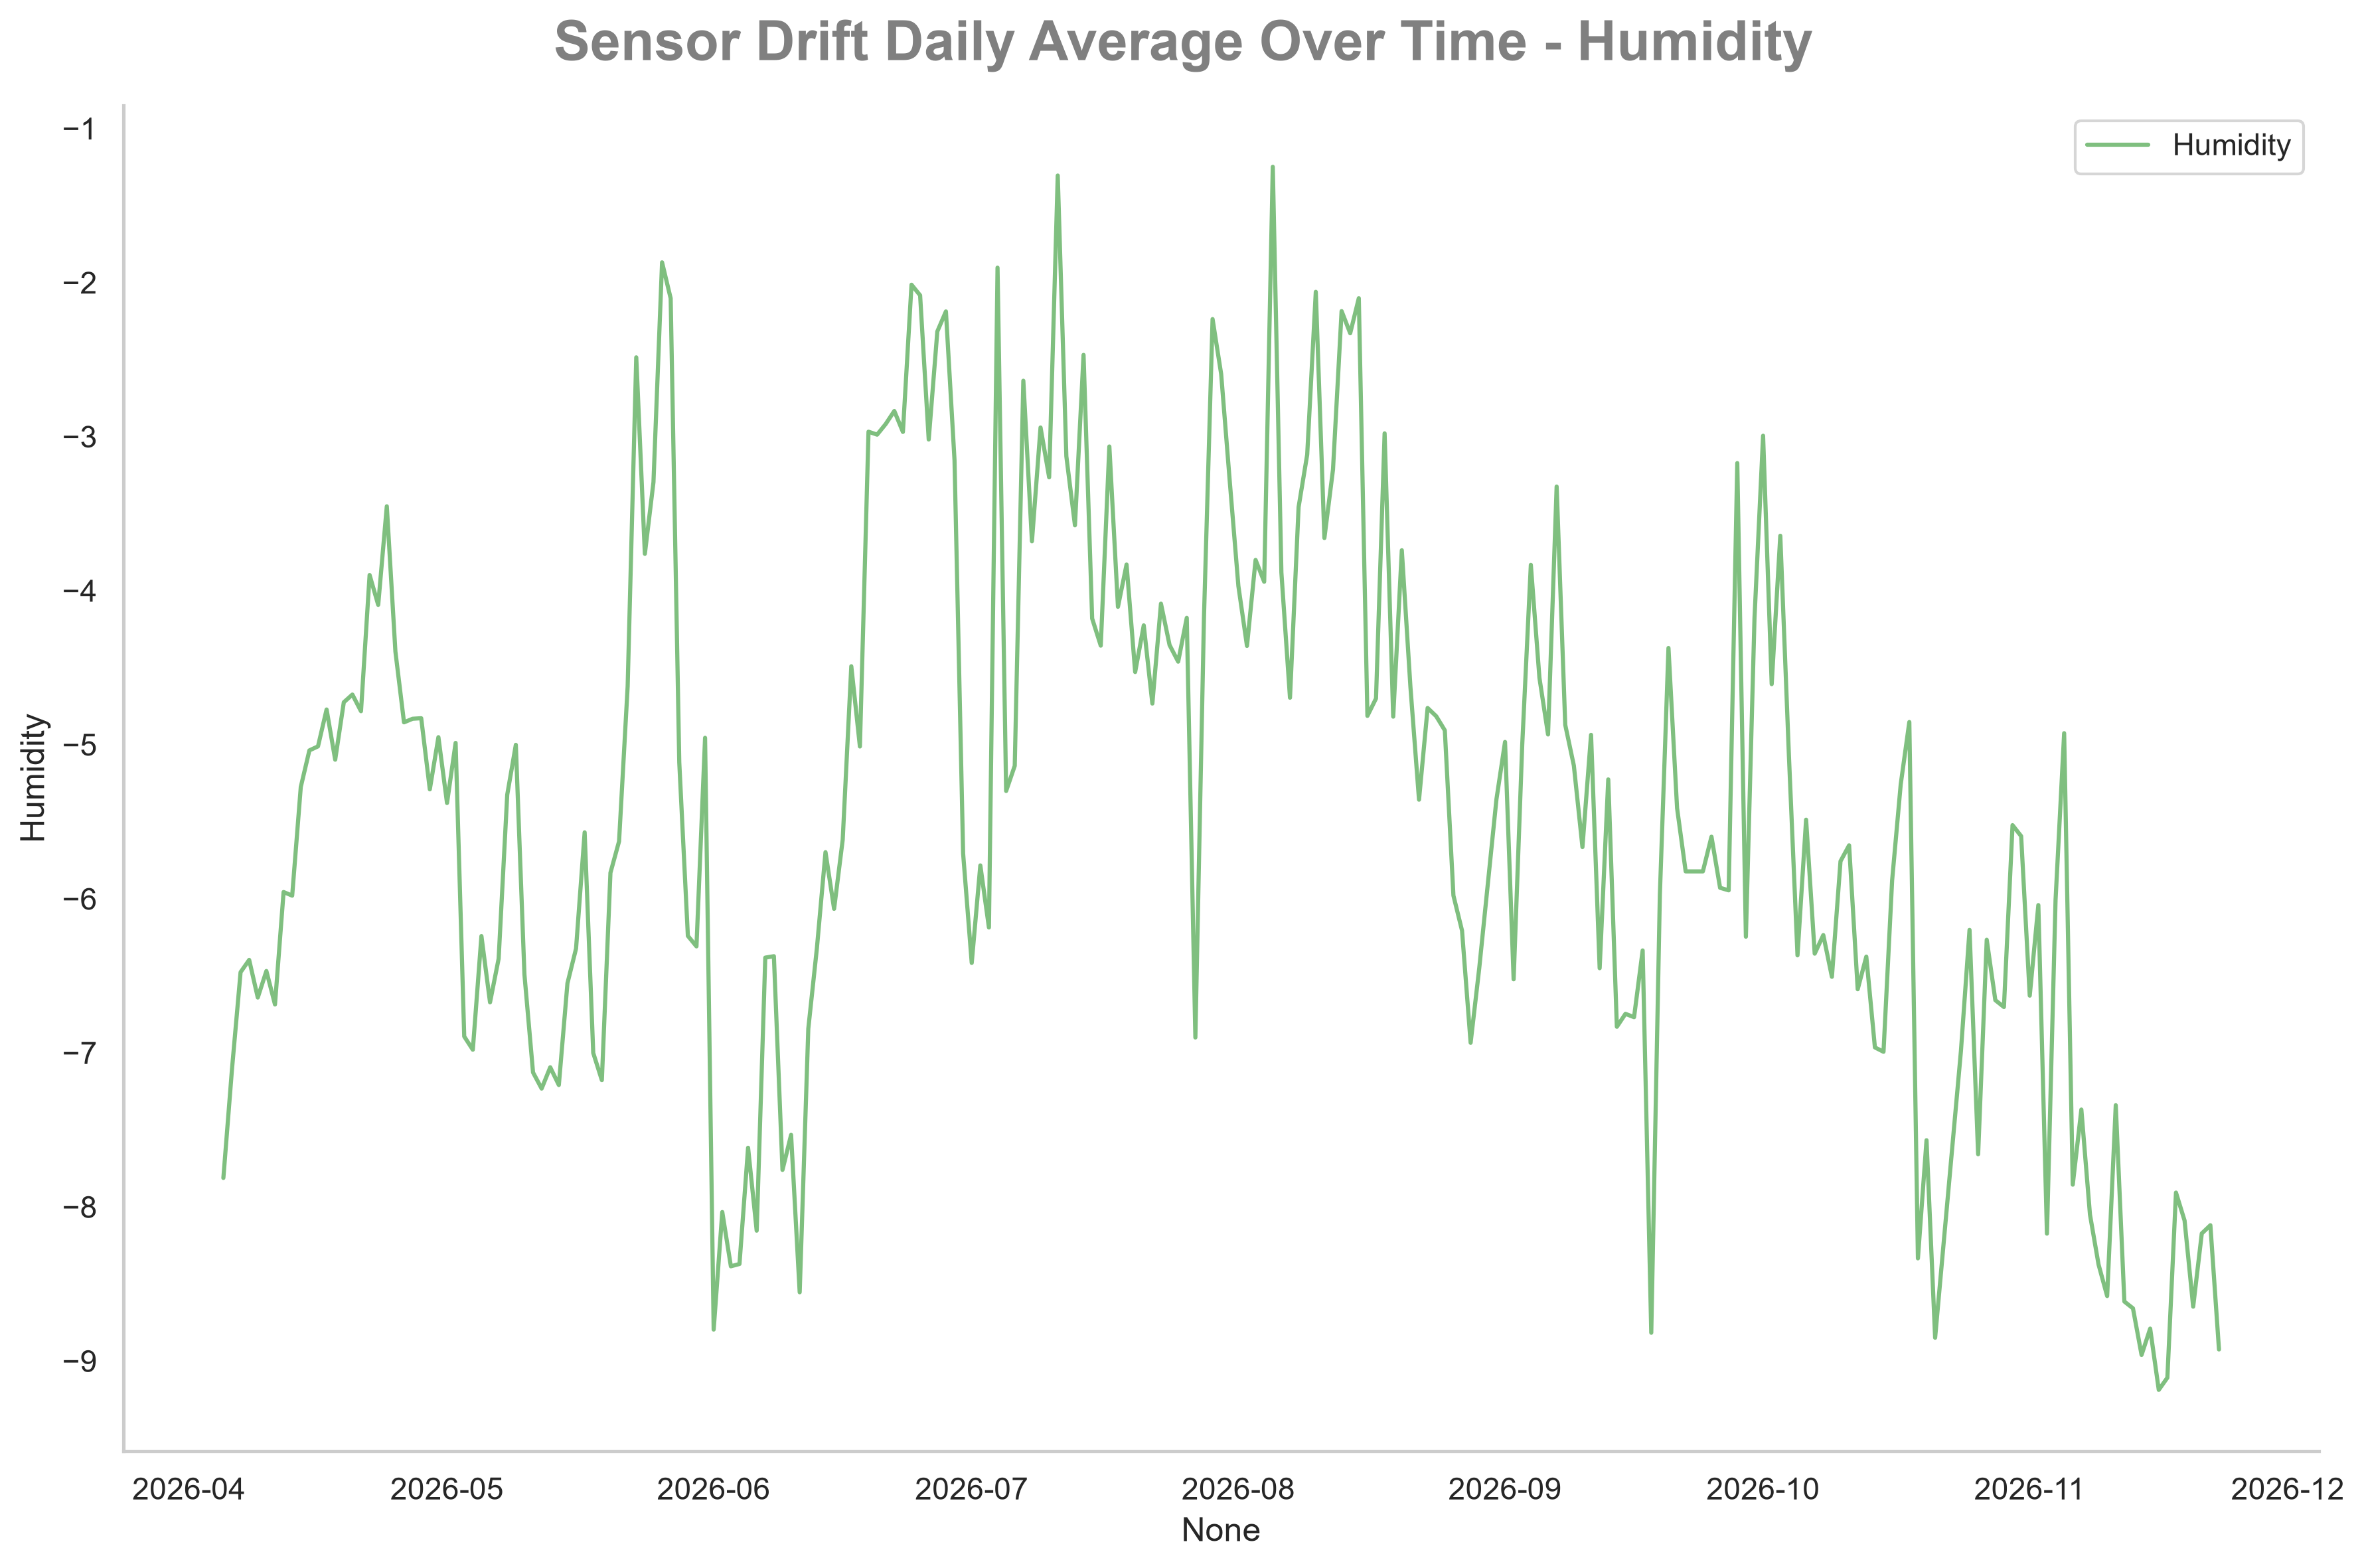 Sensor Drift Daily Average Over Time - Humidity
Humidity
−1
−2
−3
−4
−5
−6
−7
−8
−9
Humidity
2026-04 2026-05 2026-06 2026-07 2026-08 2026-09 2026-10 2026-11 2026-12
None